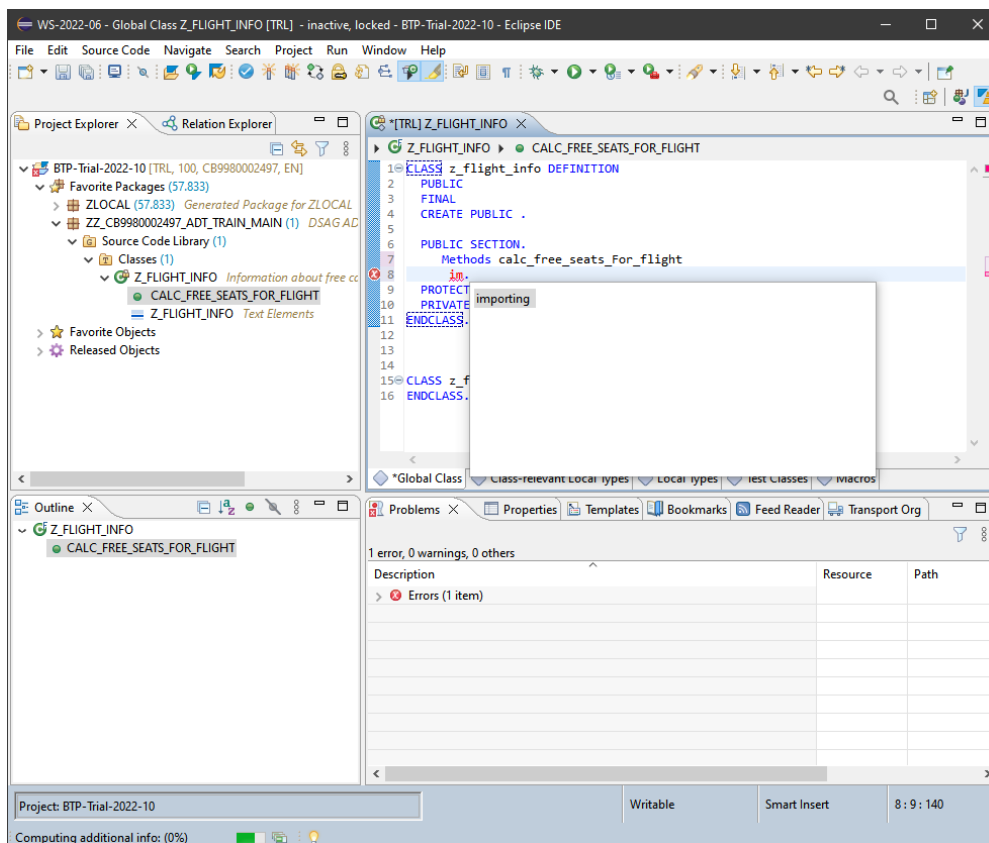 WS-2022-06 - Global Class Z_FLIGHT_INFO [TRL] - inactive, locked - BTP-Trial-2022-10 - Eclipse IDE
File Edit Source Code Navigate Search Project Run Window Help
Project Explorer Relation Explorer
BTP-Trial-2022-10 [TRL, 100, CB9980002497, EN]
Favorite Packages (57.833)
ZLOCAL (57.833) Generated Package for ZLOCAL
ZZ_CB9980002497_ADT_TRAIN_MAIN (1) DSAG AD
Source Code Library (1)
Classes (1)
Z_FLIGHT_INFO Information about free cc
CALC_FREE_SEATS_FOR_FLIGHT
Z_FLIGHT_INFO Text Elements
Favorite Objects
Released Objects
*[TRL] Z_FLIGHT_INFO
Z_FLIGHT_INFO CALC_FREE_SEATS_FOR_FLIGHT
1 CLASS z_flight_info DEFINITION
2 PUBLIC
3 FINAL
4 CREATE PUBLIC .
5
6 PUBLIC SECTION.
7 Methods calc_free_seats_For_flight
8 im.
9 PROTECT
10 PRIVATE
11 ENDCLASS.
12
13
14
15 CLASS z_f
16 ENDCLASS.
importing
*Global Class Class-relevant Local Types Local Types Test Classes Macros
Outline
Z_FLIGHT_INFO
CALC_FREE_SEATS_FOR_FLIGHT
Problems Properties Templates Bookmarks Feed Reader Transport Org
1 error, 0 warnings, 0 others
Description Resource Path
Errors (1 item)
Project: BTP-Trial-2022-10 Writable Smart Insert 8 : 9 : 140
Computing additional info: (0%)